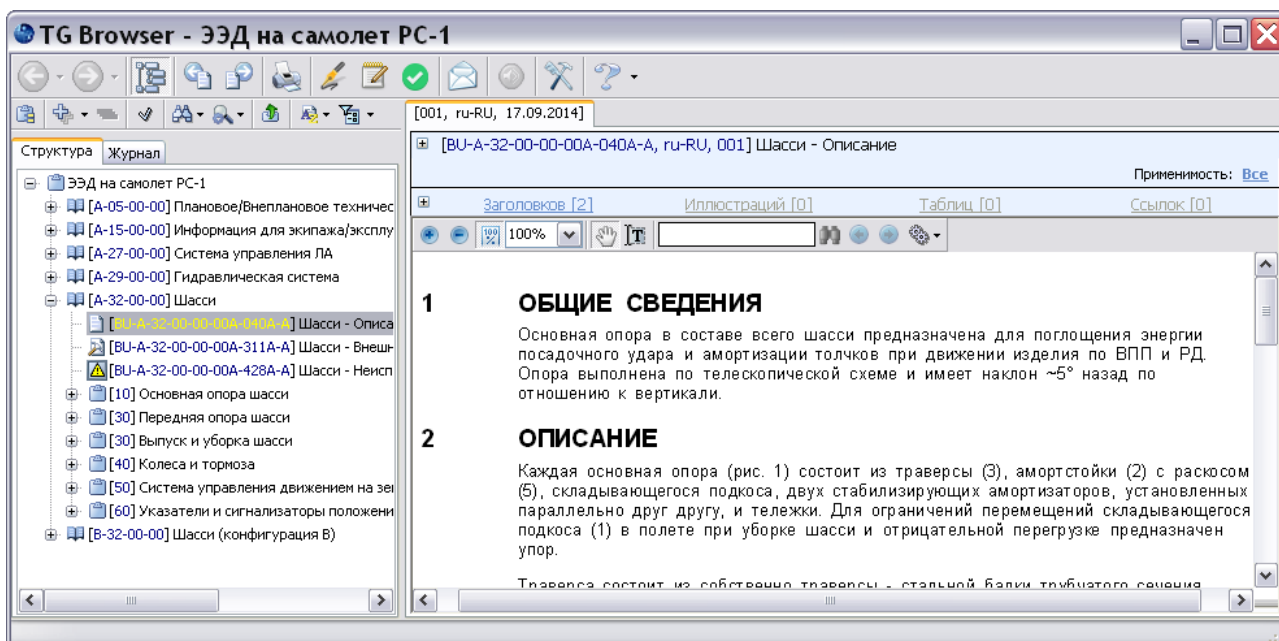 TG Browser - ЭЭД на самолет РС-1
[001, ru-RU, 17.09.2014]
Структура Журнал
ЭЭД на самолет РС-1
[A-05-00-00] Плановое/Внеплановое техничес
[A-15-00-00] Информация для экипажа/эксплу
[A-27-00-00] Система управления ЛА
[A-29-00-00] Гидравлическая система
[A-32-00-00] Шасси
[BU-A-32-00-00-00A-040A-A] Шасси - Описа
[BU-A-32-00-00-00A-311A-A] Шасси - Внешн
[BU-A-32-00-00-00A-428A-A] Шасси - Неисп
[10] Основная опора шасси
[30] Передняя опора шасси
[30] Выпуск и уборка шасси
[40] Колеса и тормоза
[50] Система управления движением на зе
[60] Указатели и сигнализаторы положени
[B-32-00-00] Шасси (конфигурация B)
[BU-A-32-00-00-00A-040A-A, ru-RU, 001] Шасси - Описание
Применимость: Все
Заголовков [2] Иллюстраций [0] Таблиц [0] Ссылок [0]
100%
1 ОБЩИЕ СВЕДЕНИЯ
Основная опора в составе всего шасси предназначена для поглощения энергии
посадочного удара и амортизации толчков при движении изделия по ВПП и РД.
Опора выполнена по телескопической схеме и имеет наклон ~5° назад по
отношению к вертикали.
2 ОПИСАНИЕ
Каждая основная опора (рис. 1) состоит из траверсы (3), амортстойки (2) с раскосом
(5), складывающегося подкоса, двух стабилизирующих амортизаторов, установленных
параллельно друг другу, и тележки. Для ограничений перемещений складывающегося
подкоса (1) в полете при уборке шасси и отрицательной перегрузке предназначен
упор.
Траверса состоит из собственно траверсы - стальной балки трубчатого сечения